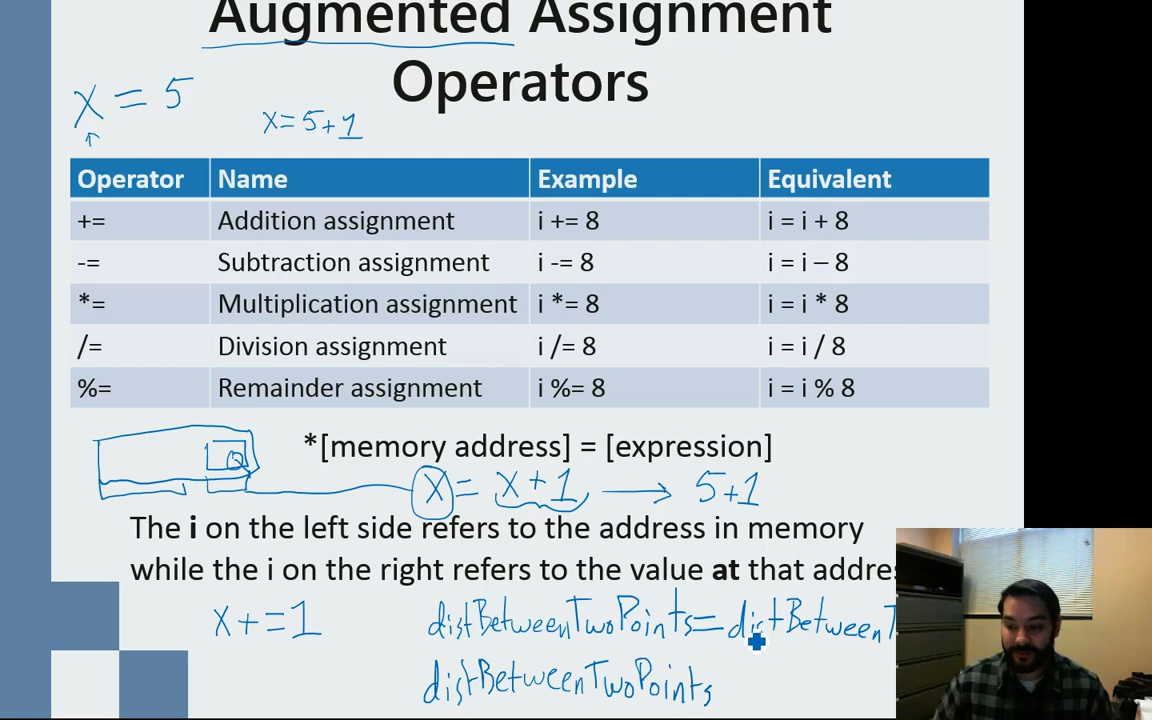 Augmented Assignment
Operators
x = 5
x = 5+1
Operator Name Example Equivalent
+= Addition assignment i += 8 i = i + 8
-= Subtraction assignment i -= 8 i = i – 8
*= Multiplication assignment i *= 8 i = i * 8
/= Division assignment i /= 8 i = i / 8
%= Remainder assignment i %= 8 i = i % 8
*[memory address] = [expression]
x = x+1 → 5+1
The i on the left side refers to the address in memory
while the i on the right refers to the value at that addre
x+=1 distBetweenTwoPoints=distBetweenT
distBetweenTwoPoints